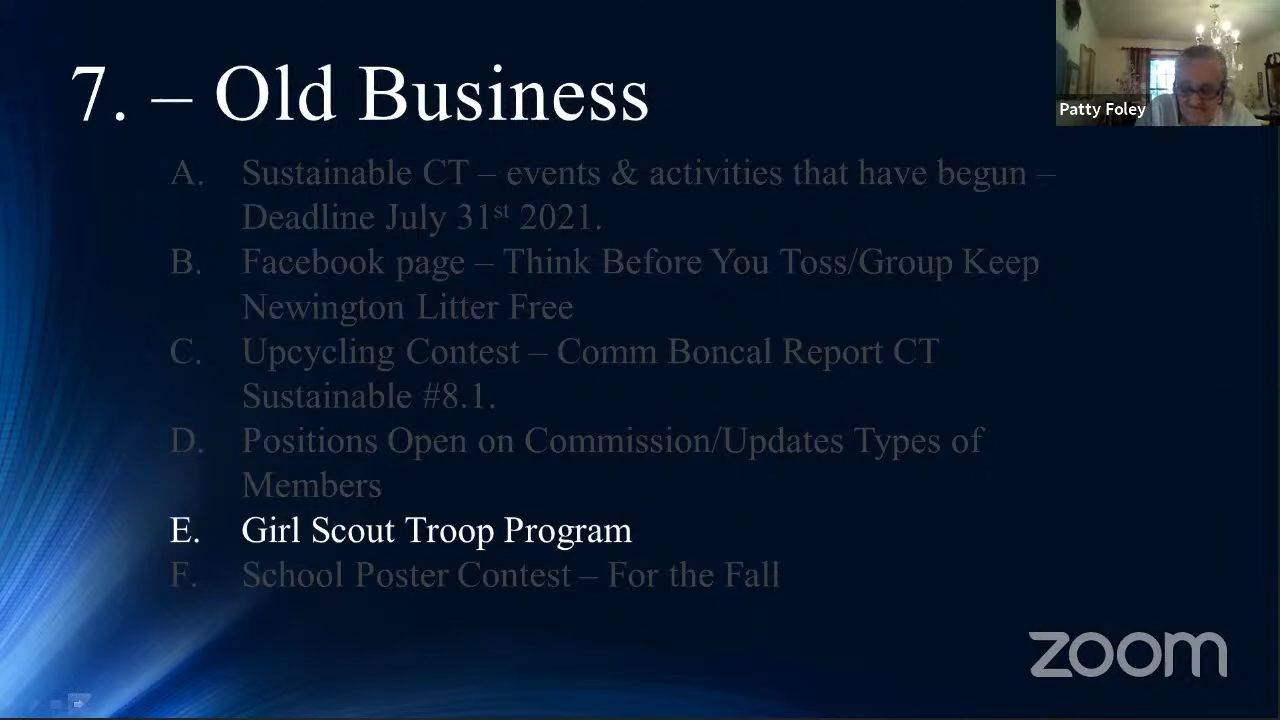 7. – Old Business
Patty Foley
A. Sustainable CT – events & activities that have begun –
Deadline July 31st 2021.
B. Facebook page – Think Before You Toss/Group Keep
Newington Litter Free
C. Upcycling Contest – Comm Boncal Report CT
Sustainable #8.1.
D. Positions Open on Commission/Updates Types of
Members
E. Girl Scout Troop Program
F. School Poster Contest – For the Fall
zoom